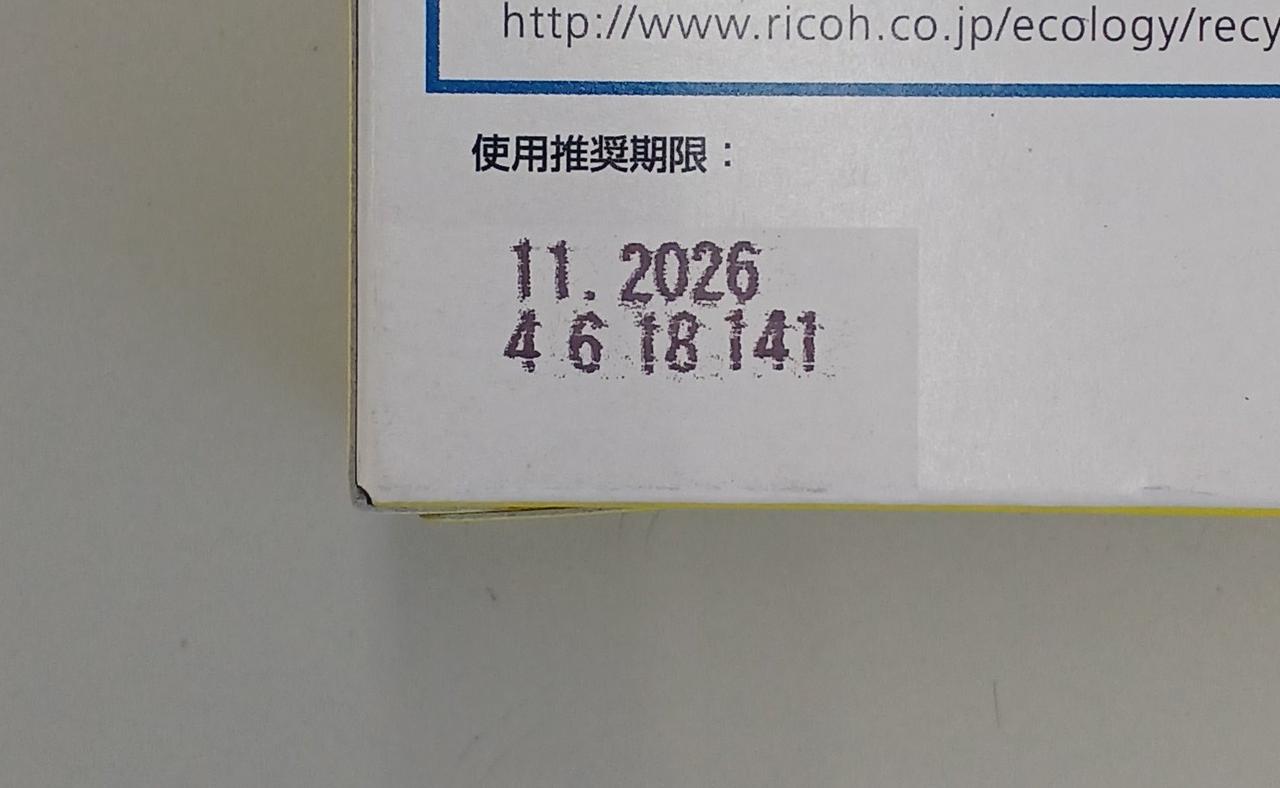 http://www.ricoh.co.jp/ecology/recy
使用推奨期限：
11. 2026
4 6 18 141